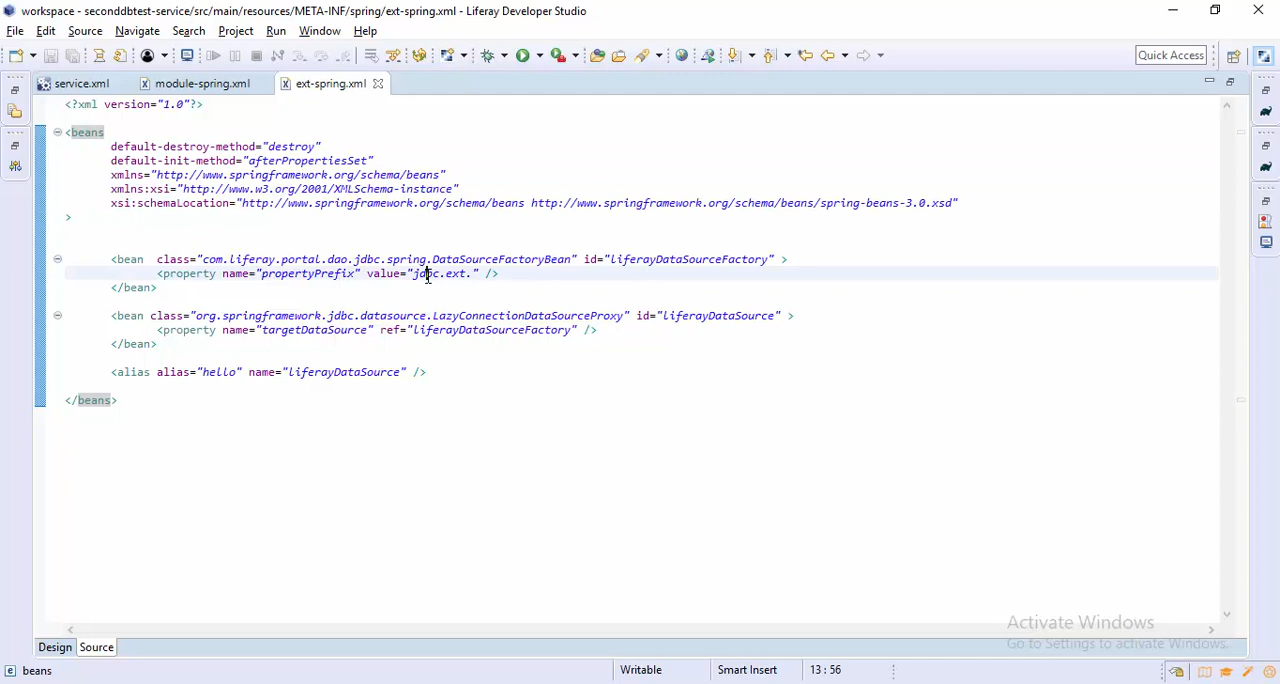 workspace - seconddbtest-service/src/main/resources/META-INF/spring/ext-spring.xml - Liferay Developer Studio
File Edit Source Navigate Search Project Run Window Help
Quick Access
service.xml module-spring.xml ext-spring.xml
<?xml version="1.0"?>
<beans
default-destroy-method="destroy"
default-init-method="afterPropertiesSet"
xmlns="http://www.springframework.org/schema/beans"
xmlns:xsi="http://www.w3.org/2001/XMLSchema-instance"
xsi:schemaLocation="http://www.springframework.org/schema/beans http://www.springframework.org/schema/beans/spring-beans-3.0.xsd"
>
<bean class="com.liferay.portal.dao.jdbc.spring.DataSourceFactoryBean" id="liferayDataSourceFactory" >
<property name="propertyPrefix" value="jdbc.ext." />
</bean>
<bean class="org.springframework.jdbc.datasource.LazyConnectionDataSourceProxy" id="liferayDataSource" >
<property name="targetDataSource" ref="liferayDataSourceFactory" />
</bean>
<alias alias="hello" name="liferayDataSource" />
</beans>
Activate Windows
Go to Settings to activate Windows.
Design Source
beans Writable Smart Insert 13 : 56